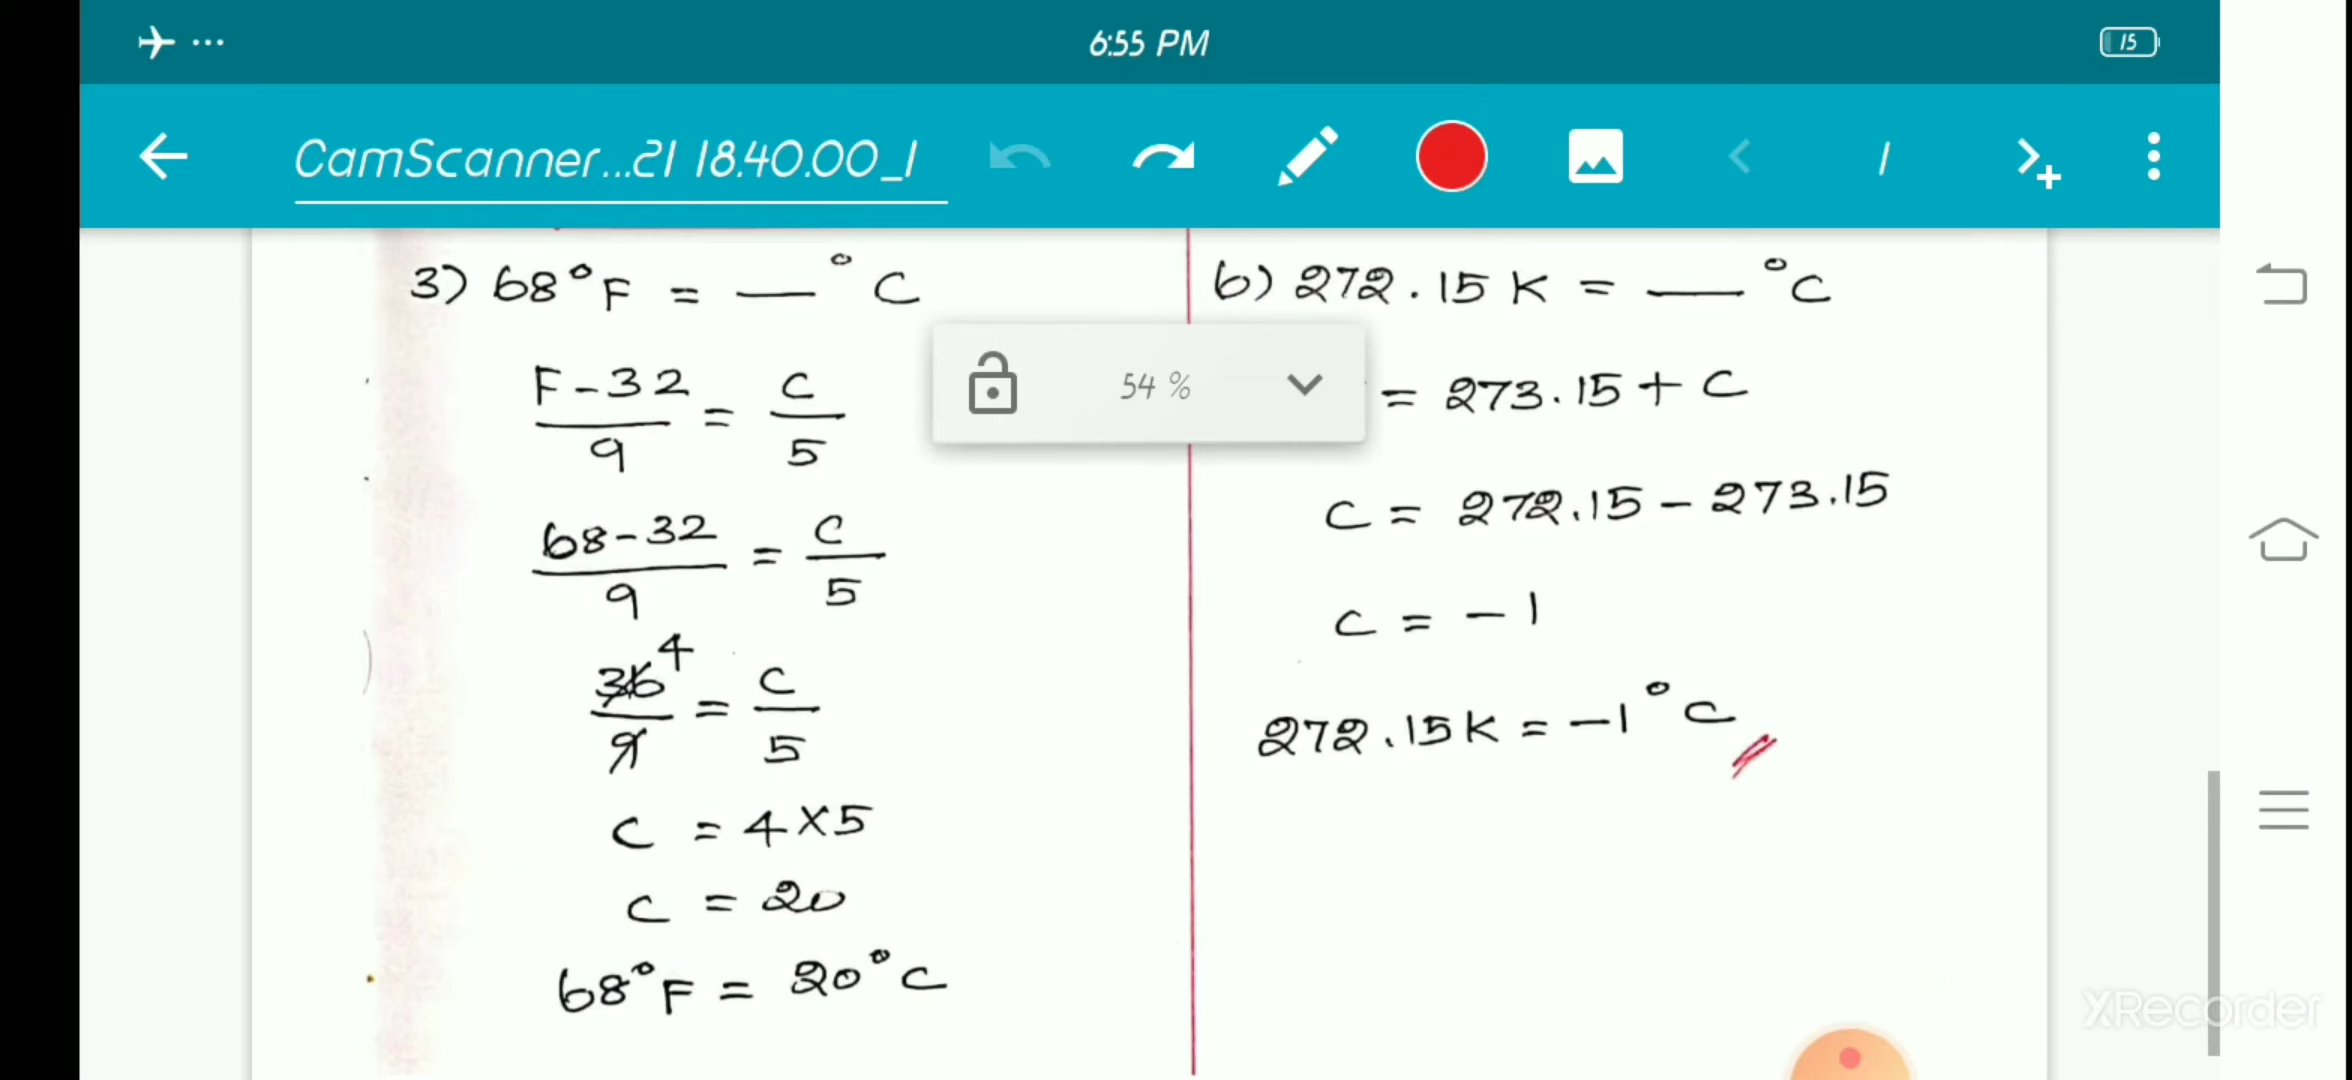 6:55 PM
15
CamScanner...21 18.40.00_1
1
3) 68°F = — °C
F - 32 / 9 = C / 5
68 - 32 / 9 = C / 5
36 4 / 9 = C / 5
C = 4 × 5
C = 20
68°F = 20°C
54 %
6) 272.15 K = — °C
= 273.15 + C
C = 272.15 - 273.15
C = -1
272.15 K = -1°C
XRecorder